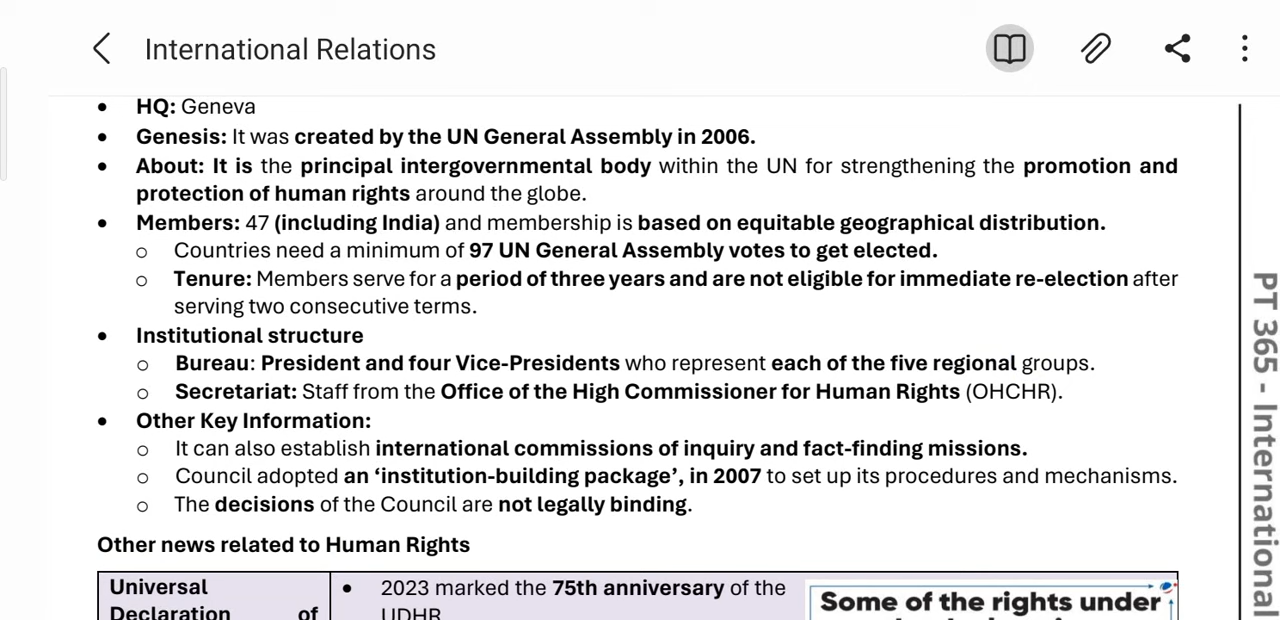 International Relations
• HQ: Geneva
• Genesis: It was created by the UN General Assembly in 2006.
• About: It is the principal intergovernmental body within the UN for strengthening the promotion and
protection of human rights around the globe.
• Members: 47 (including India) and membership is based on equitable geographical distribution.
o Countries need a minimum of 97 UN General Assembly votes to get elected.
o Tenure: Members serve for a period of three years and are not eligible for immediate re-election after
serving two consecutive terms.
• Institutional structure
o Bureau: President and four Vice-Presidents who represent each of the five regional groups.
o Secretariat: Staff from the Office of the High Commissioner for Human Rights (OHCHR).
• Other Key Information:
o It can also establish international commissions of inquiry and fact-finding missions.
o Council adopted an ‘institution-building package’, in 2007 to set up its procedures and mechanisms.
o The decisions of the Council are not legally binding.
Other news related to Human Rights
Universal
Declaration of
• 2023 marked the 75th anniversary of the
UDHR
Some of the rights under
PT 365 - International